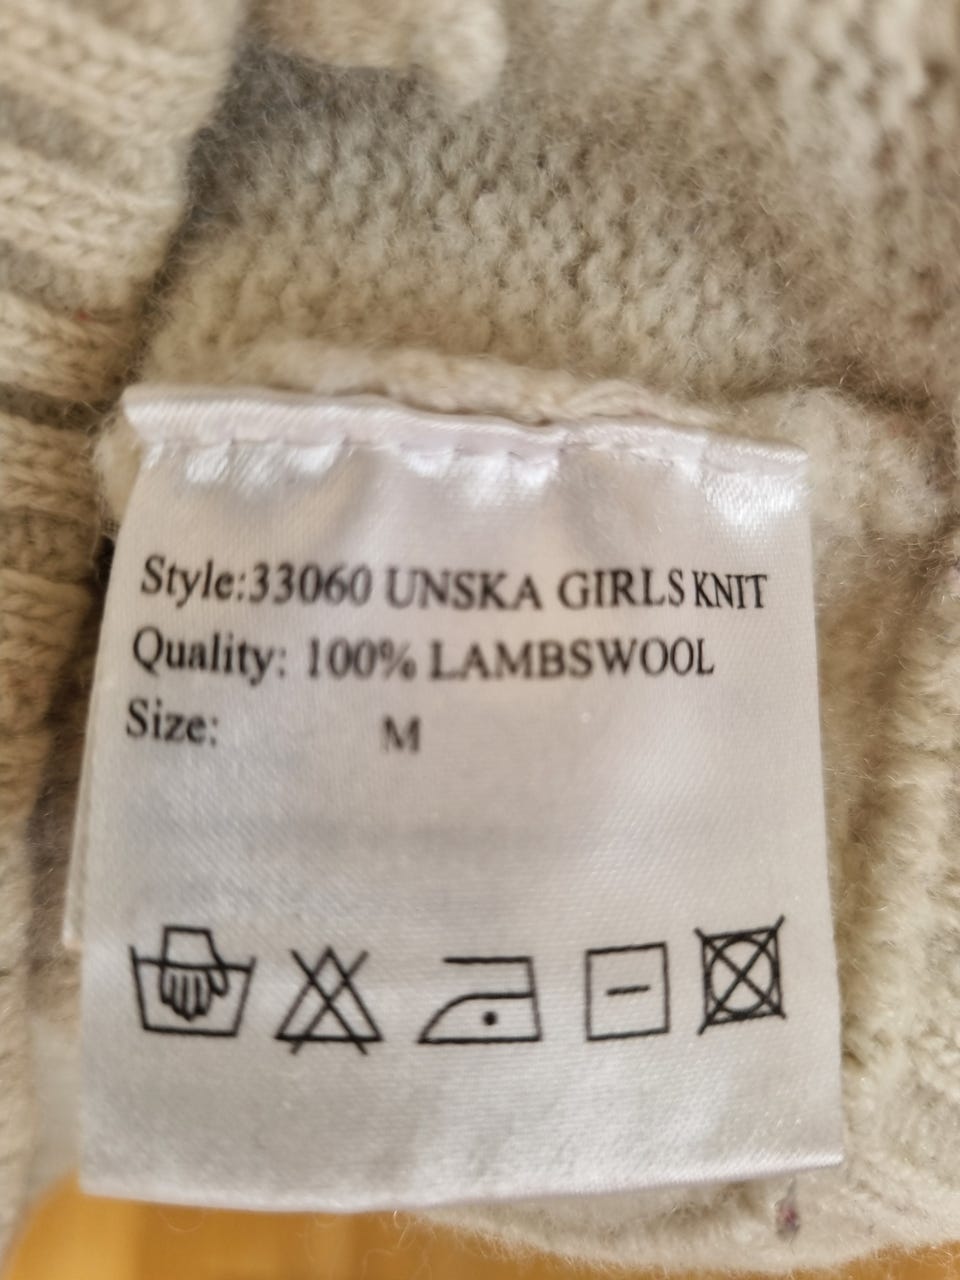 Style:33060 UNSKA GIRLS KNIT
Quality: 100% LAMBSWOOL
Size: M